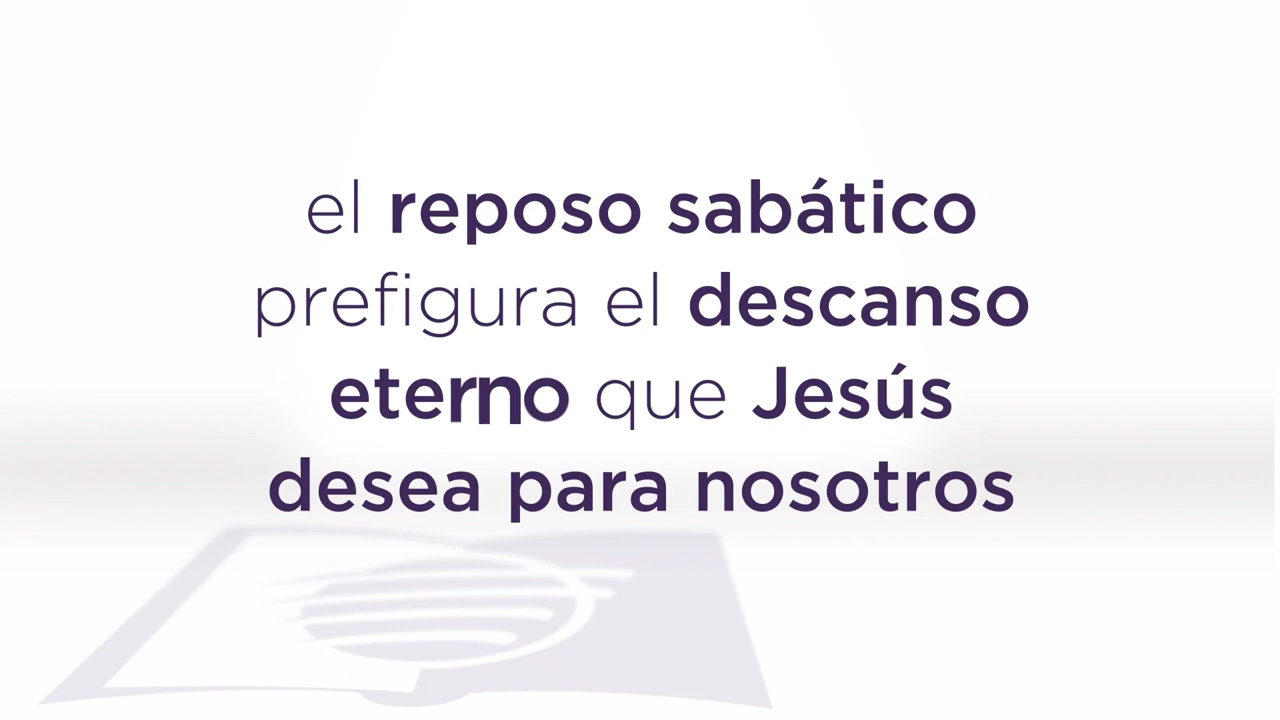 el reposo sabático
prefigura el descanso
eterno que Jesús
desea para nosotros